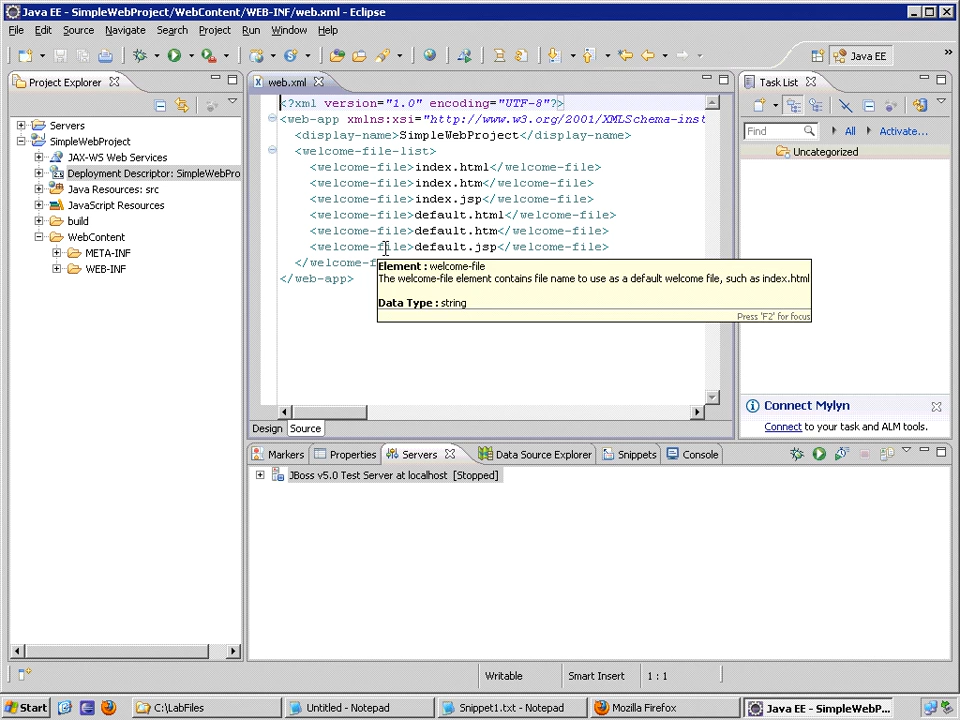 Java EE - SimpleWebProject/WebContent/WEB-INF/web.xml - Eclipse
File Edit Source Navigate Search Project Run Window Help
Java EE
Project Explorer
Servers
SimpleWebProject
JAX-WS Web Services
Deployment Descriptor: SimpleWebPro
Java Resources: src
JavaScript Resources
build
WebContent
META-INF
WEB-INF
web.xml
<?xml version="1.0" encoding="UTF-8"?>
<web-app xmlns:xsi="http://www.w3.org/2001/XMLSchema-inst
<display-name>SimpleWebProject</display-name>
<welcome-file-list>
<welcome-file>index.html</welcome-file>
<welcome-file>index.htm</welcome-file>
<welcome-file>index.jsp</welcome-file>
<welcome-file>default.html</welcome-file>
<welcome-file>default.htm</welcome-file>
<welcome-file>default.jsp</welcome-file>
</welcome-f
</web-app>
Element : welcome-file
The welcome-file element contains file name to use as a default welcome file, such as index.html
Data Type : string
Press 'F2' for focus
Design Source
Task List
Find All Activate...
Uncategorized
Connect Mylyn
Connect to your task and ALM tools.
Markers Properties Servers Data Source Explorer Snippets Console
JBoss v5.0 Test Server at localhost [Stopped]
Writable Smart Insert 1 : 1
Start C:\LabFiles Untitled - Notepad Snippet1.txt - Notepad Mozilla Firefox Java EE - SimpleWebP...